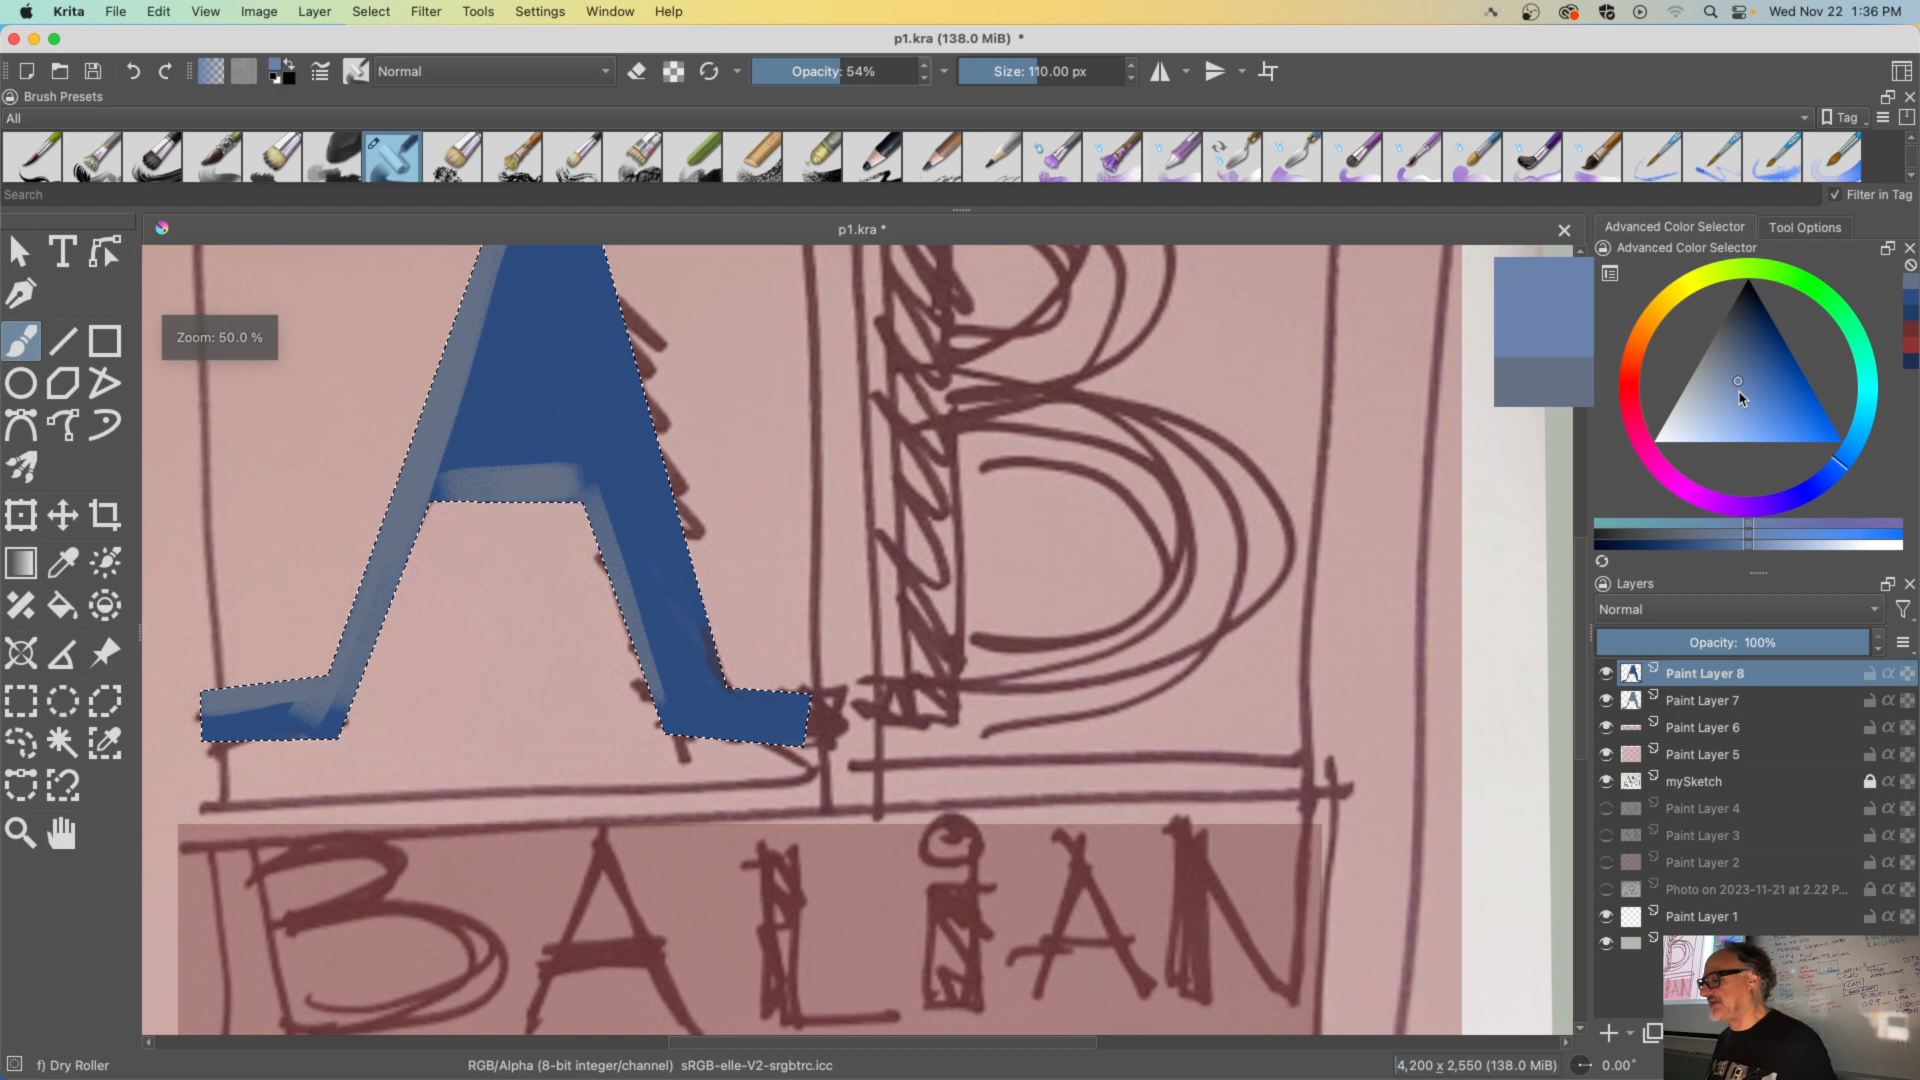 Krita File Edit View Image Layer Select Filter Tools Settings Window Help
Wed Nov 22 1:36 PM
p1.kra (138.0 MiB) *
Normal
Opacity: 54%
Size: 110.00 px
Brush Presets
All
Tag
Search
Filter in Tag
p1.kra *
Zoom: 50.0 %
A B
BALiAN
Advanced Color Selector Tool Options
Advanced Color Selector
Layers
Normal
Opacity: 100%
Paint Layer 8
Paint Layer 7
Paint Layer 6
Paint Layer 5
mySketch
Paint Layer 4
Paint Layer 3
Paint Layer 2
Photo on 2023-11-21 at 2.22 P...
Paint Layer 1
f) Dry Roller
RGB/Alpha (8-bit integer/channel) sRGB-elle-V2-srgbtrc.icc
4,200 x 2,550 (138.0 MiB)
0.00°